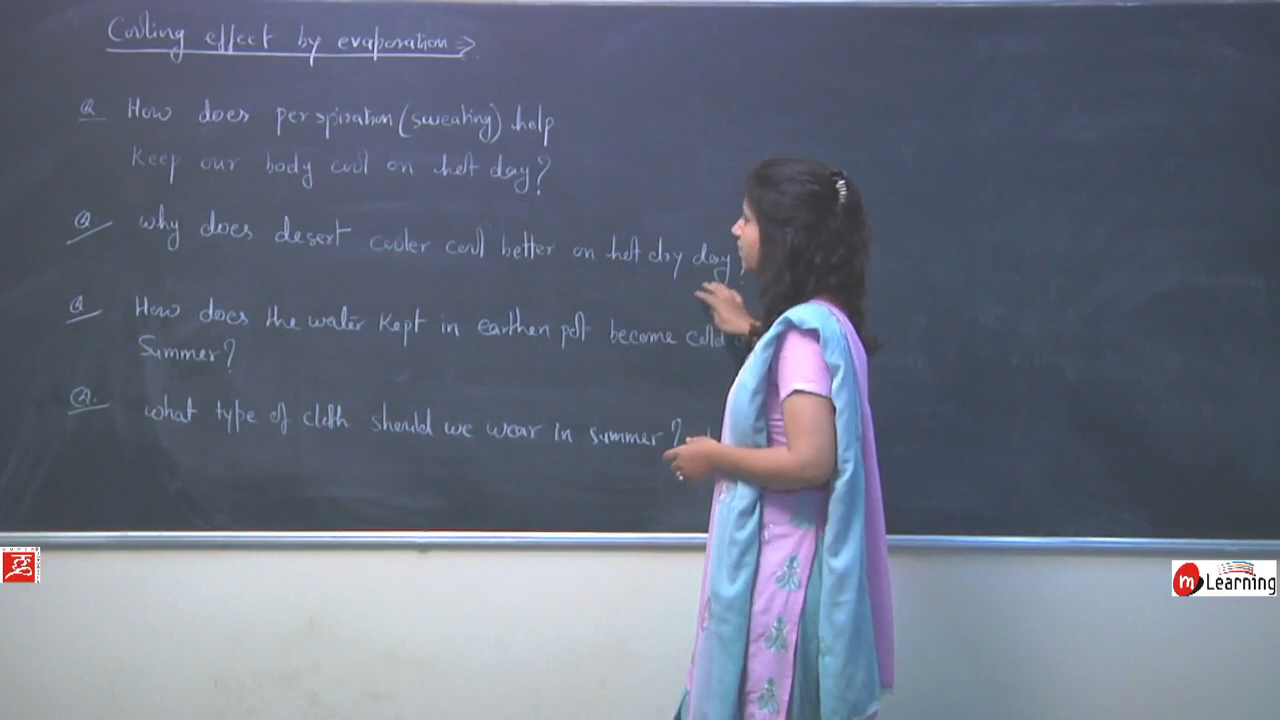 Cooling effect by evaporation ⇒
Q How does perspiration (sweating) help
keep our body cool on hot day?
Q why does desert cooler cool better on hot dry day
Q How does the water kept in earthen pot become cold
Summer?
Q. what type of cloth should we wear in summer?
m Learning